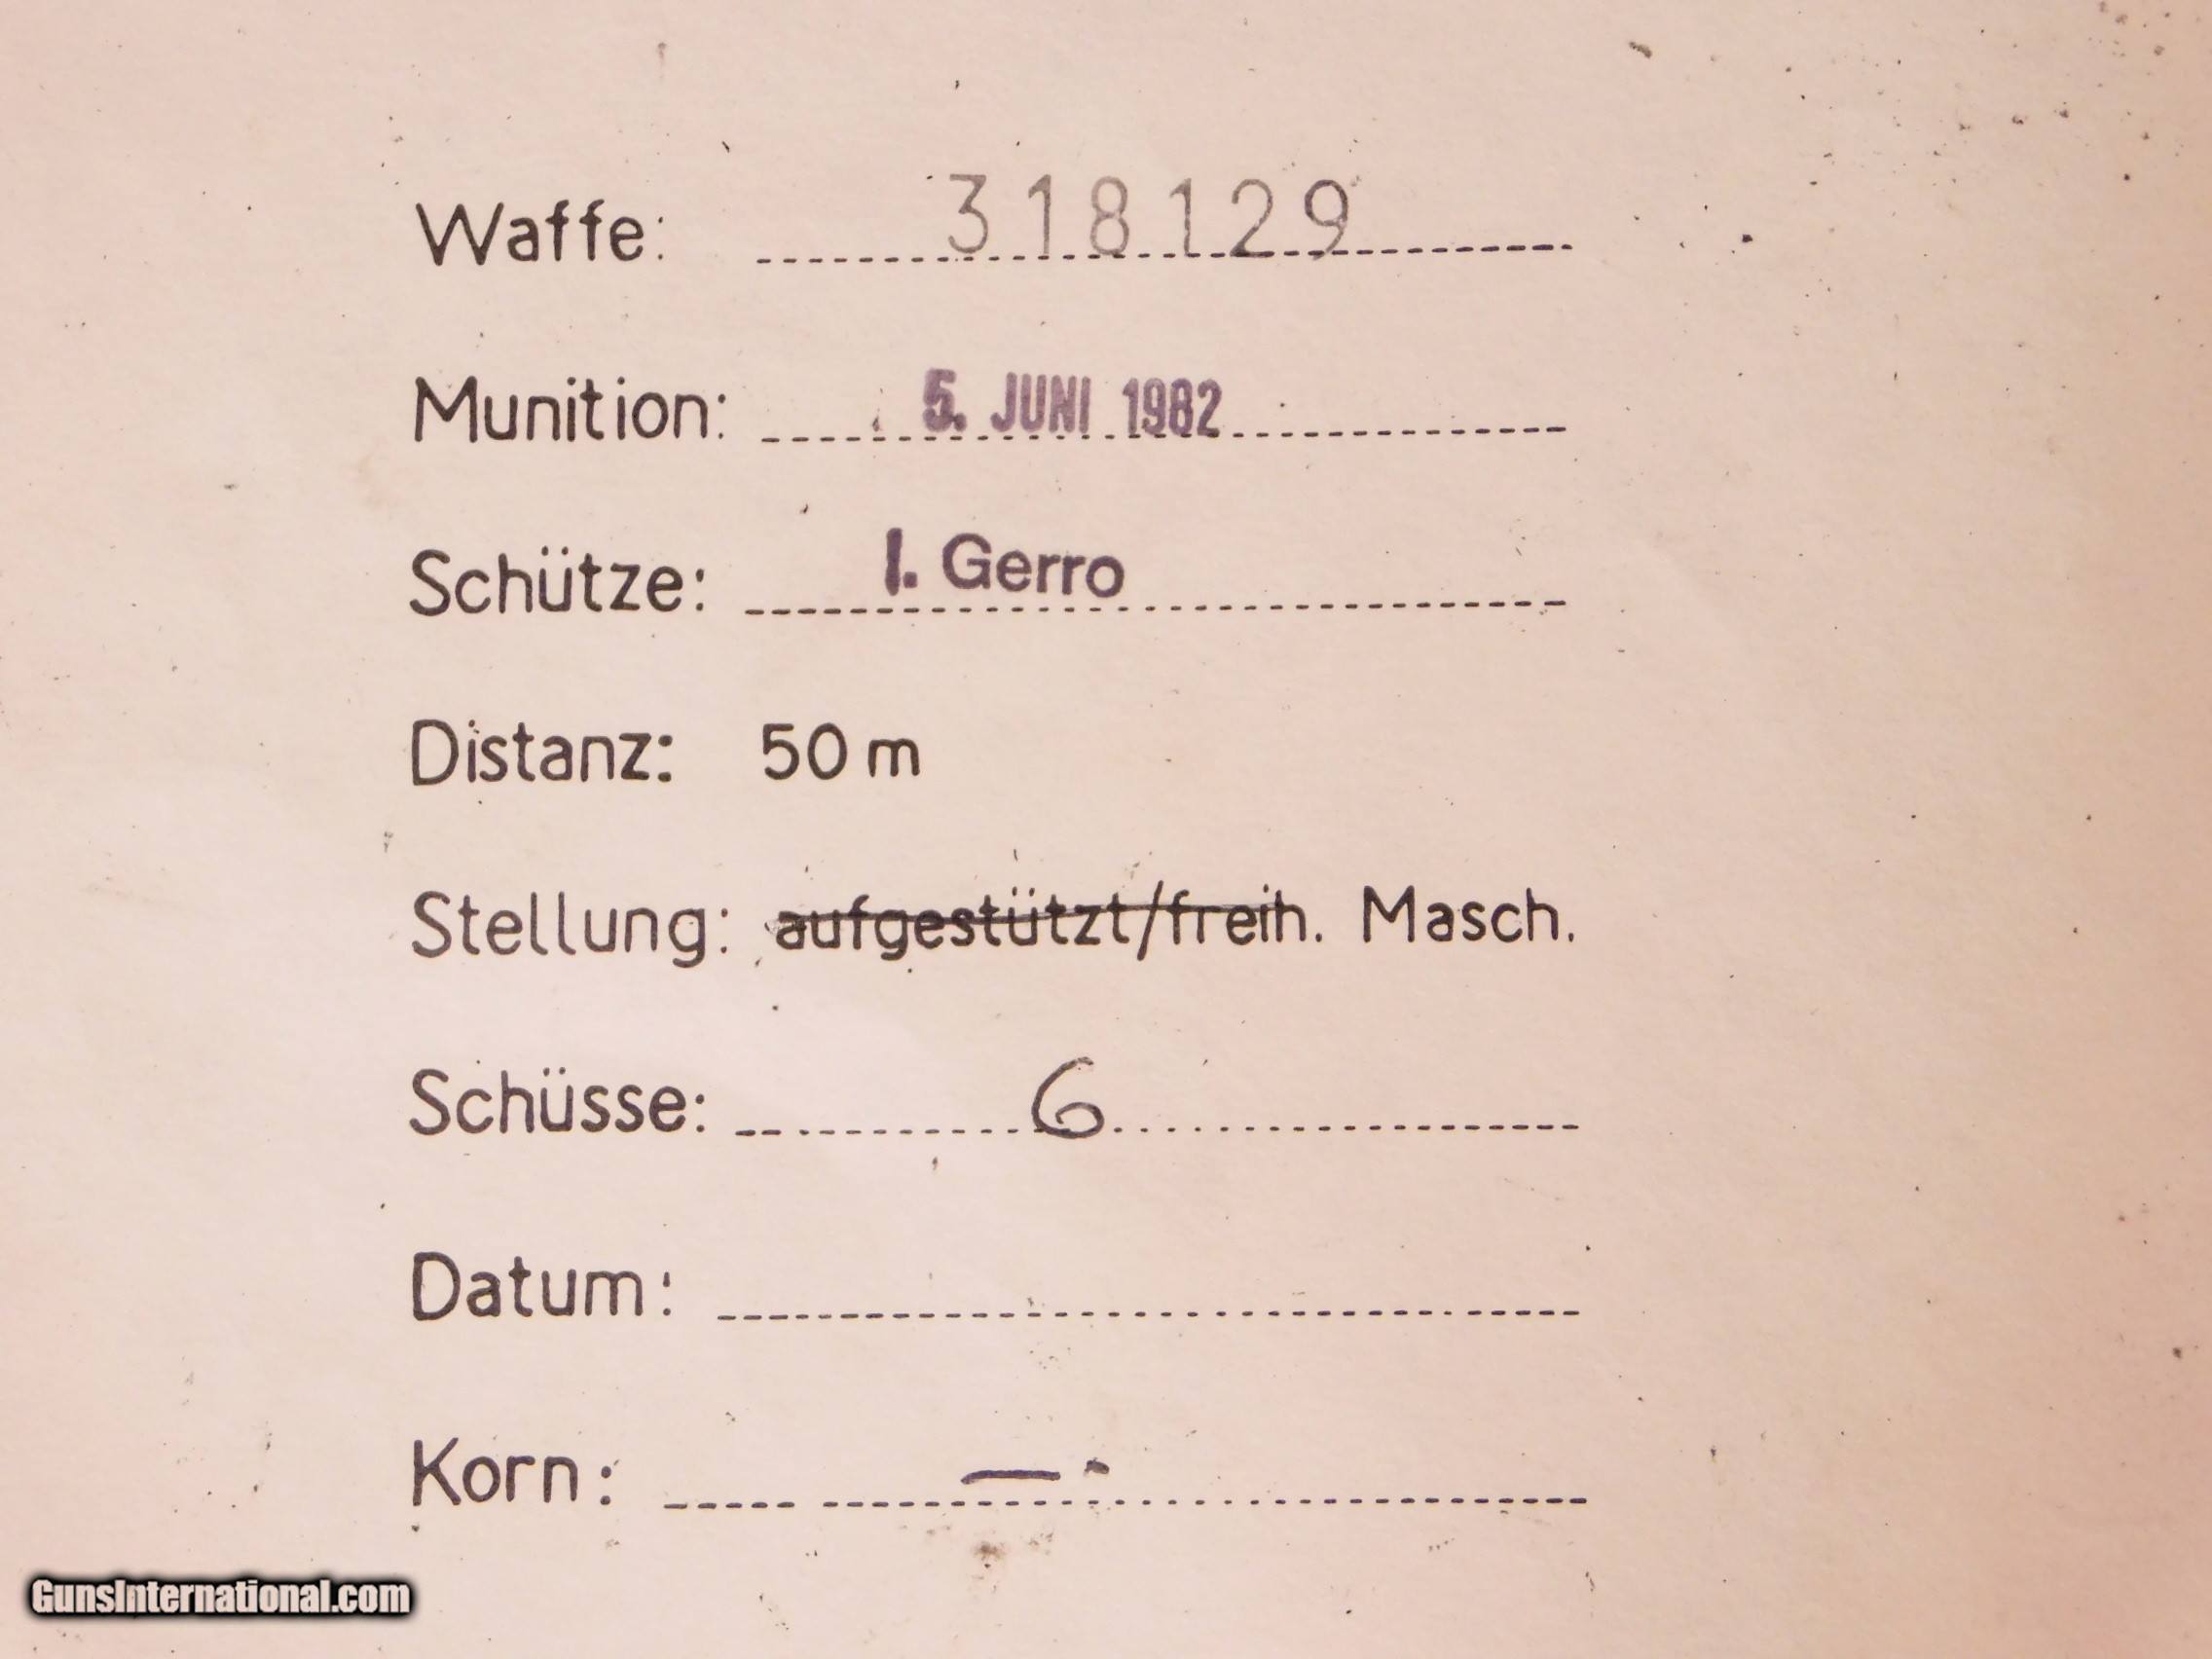 Waffe: 318129
Munition: 5. JUNI 1982
Schütze: I. Gerro
Distanz: 50 m
Stellung: aufgestützt/freih. Masch.
Schüsse: 6
Datum:
Korn: —
GunsInternational.com